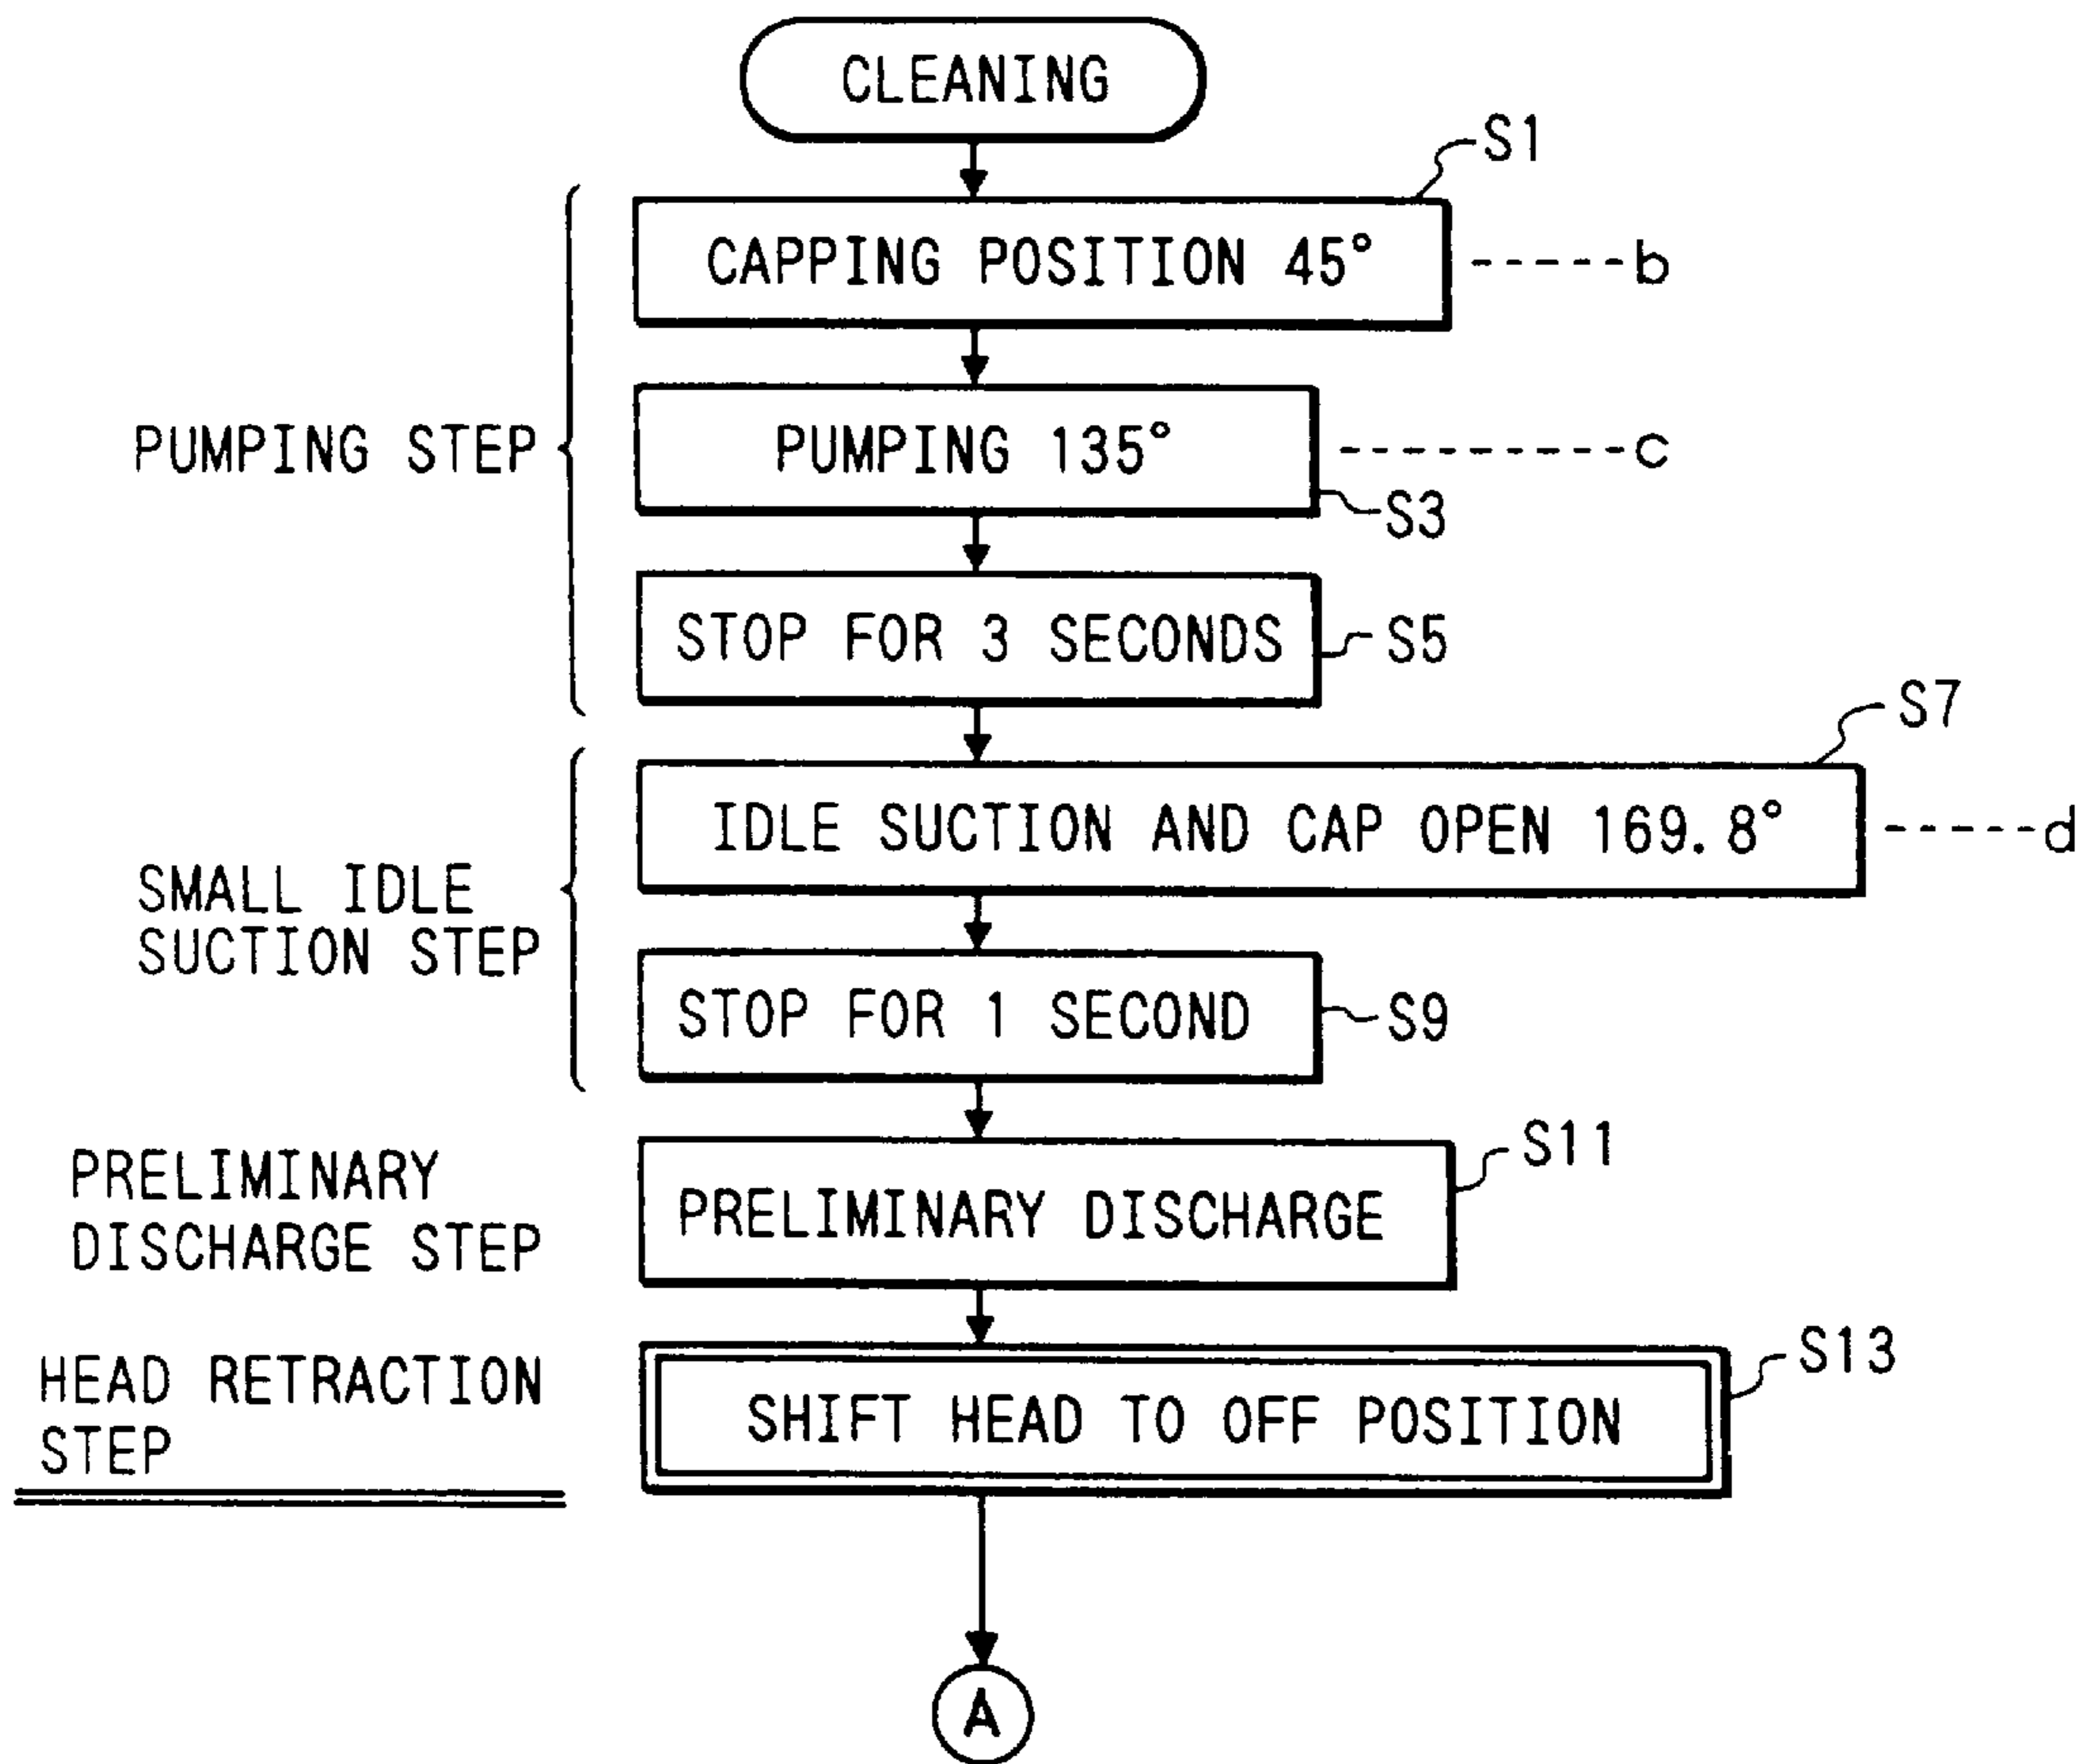 CLEANING
S1
CAPPING POSITION 45°
b
PUMPING STEP
PUMPING 135°
c
S3
STOP FOR 3 SECONDS
S5
S7
IDLE SUCTION AND CAP OPEN 169.8°
d
SMALL IDLE
SUCTION STEP
STOP FOR 1 SECOND
S9
PRELIMINARY
DISCHARGE STEP
S11
PRELIMINARY DISCHARGE
HEAD RETRACTION
STEP
S13
SHIFT HEAD TO OFF POSITION
A